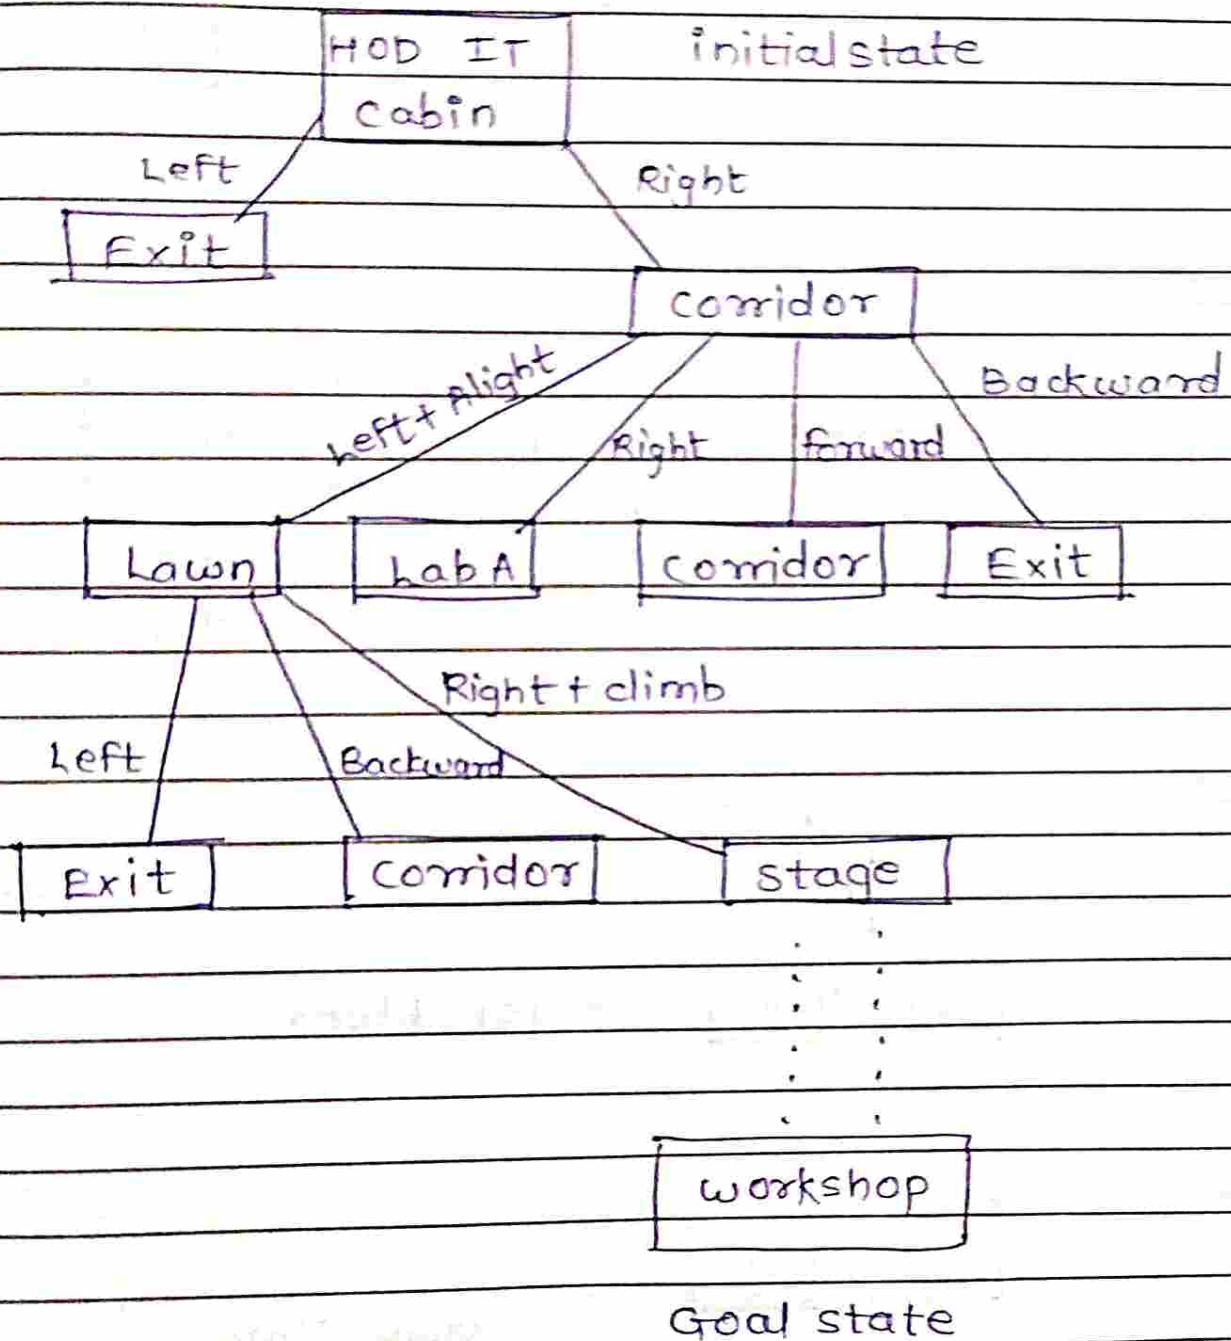 HOD IT initial state
Cabin
Left
Right
Exit
Corridor
Left + Alight
Backward
Right
forward
Lawn
Lab A
Corridor
Exit
Right + climb
Left
Backward
Exit
Corridor
stage
workshop
Goal state